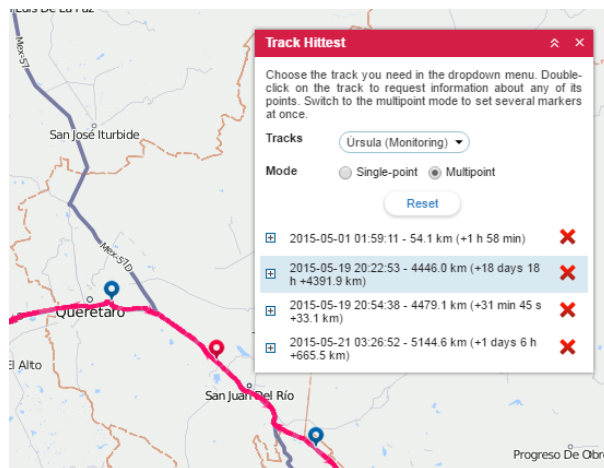 Luis De La Paz
Mex-57
San José Iturbide
Mex-57D
Querétaro
El Alto
San Juan Del Río
Progreso De Obre
Track Hittest
Choose the track you need in the dropdown menu. Double-
click on the track to request information about any of its
points. Switch to the multipoint mode to set several markers
at once.
Tracks
Úrsula (Monitoring)
Mode
Single-point
Multipoint
Reset
2015-05-01 01:59:11 - 54.1 km (+1 h 58 min)
2015-05-19 20:22:53 - 4446.0 km (+18 days 18
h +4391.9 km)
2015-05-19 20:54:38 - 4479.1 km (+31 min 45 s
+33.1 km)
2015-05-21 03:26:52 - 5144.6 km (+1 days 6 h
+665.5 km)